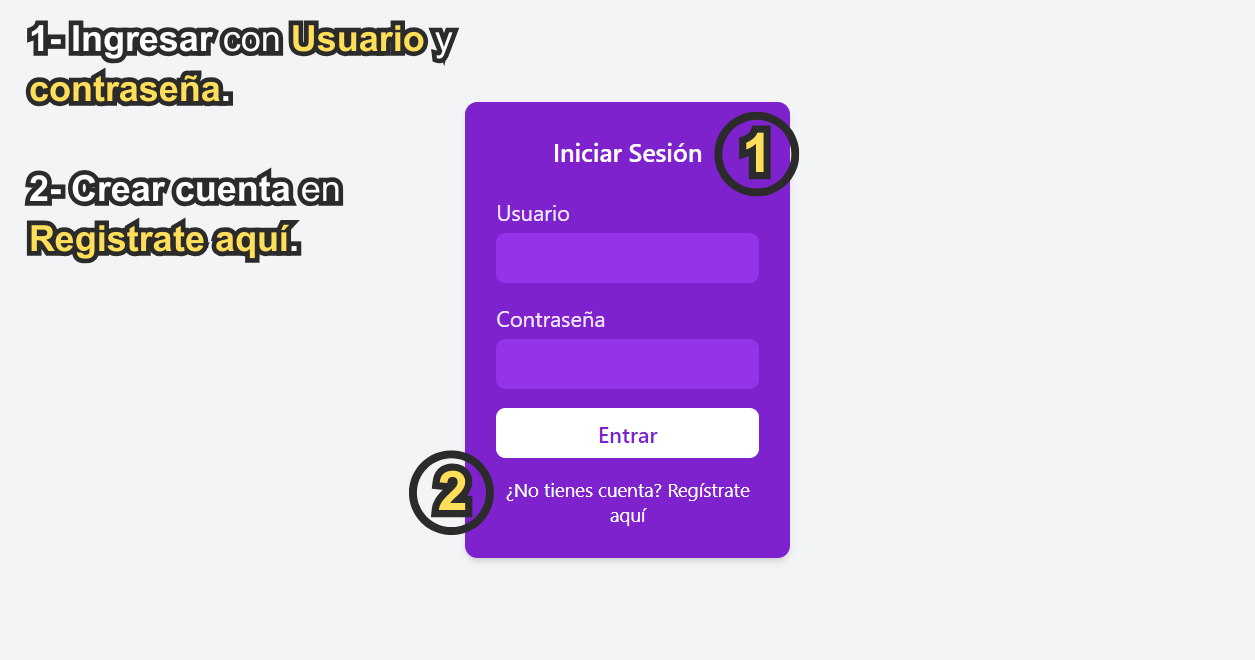 1- Ingresar con Usuario y
contraseña.
2- Crear cuenta en
Registrate aquí.
Iniciar Sesión
1
Usuario
Contraseña
Entrar
2
¿No tienes cuenta? Regístrate
aquí